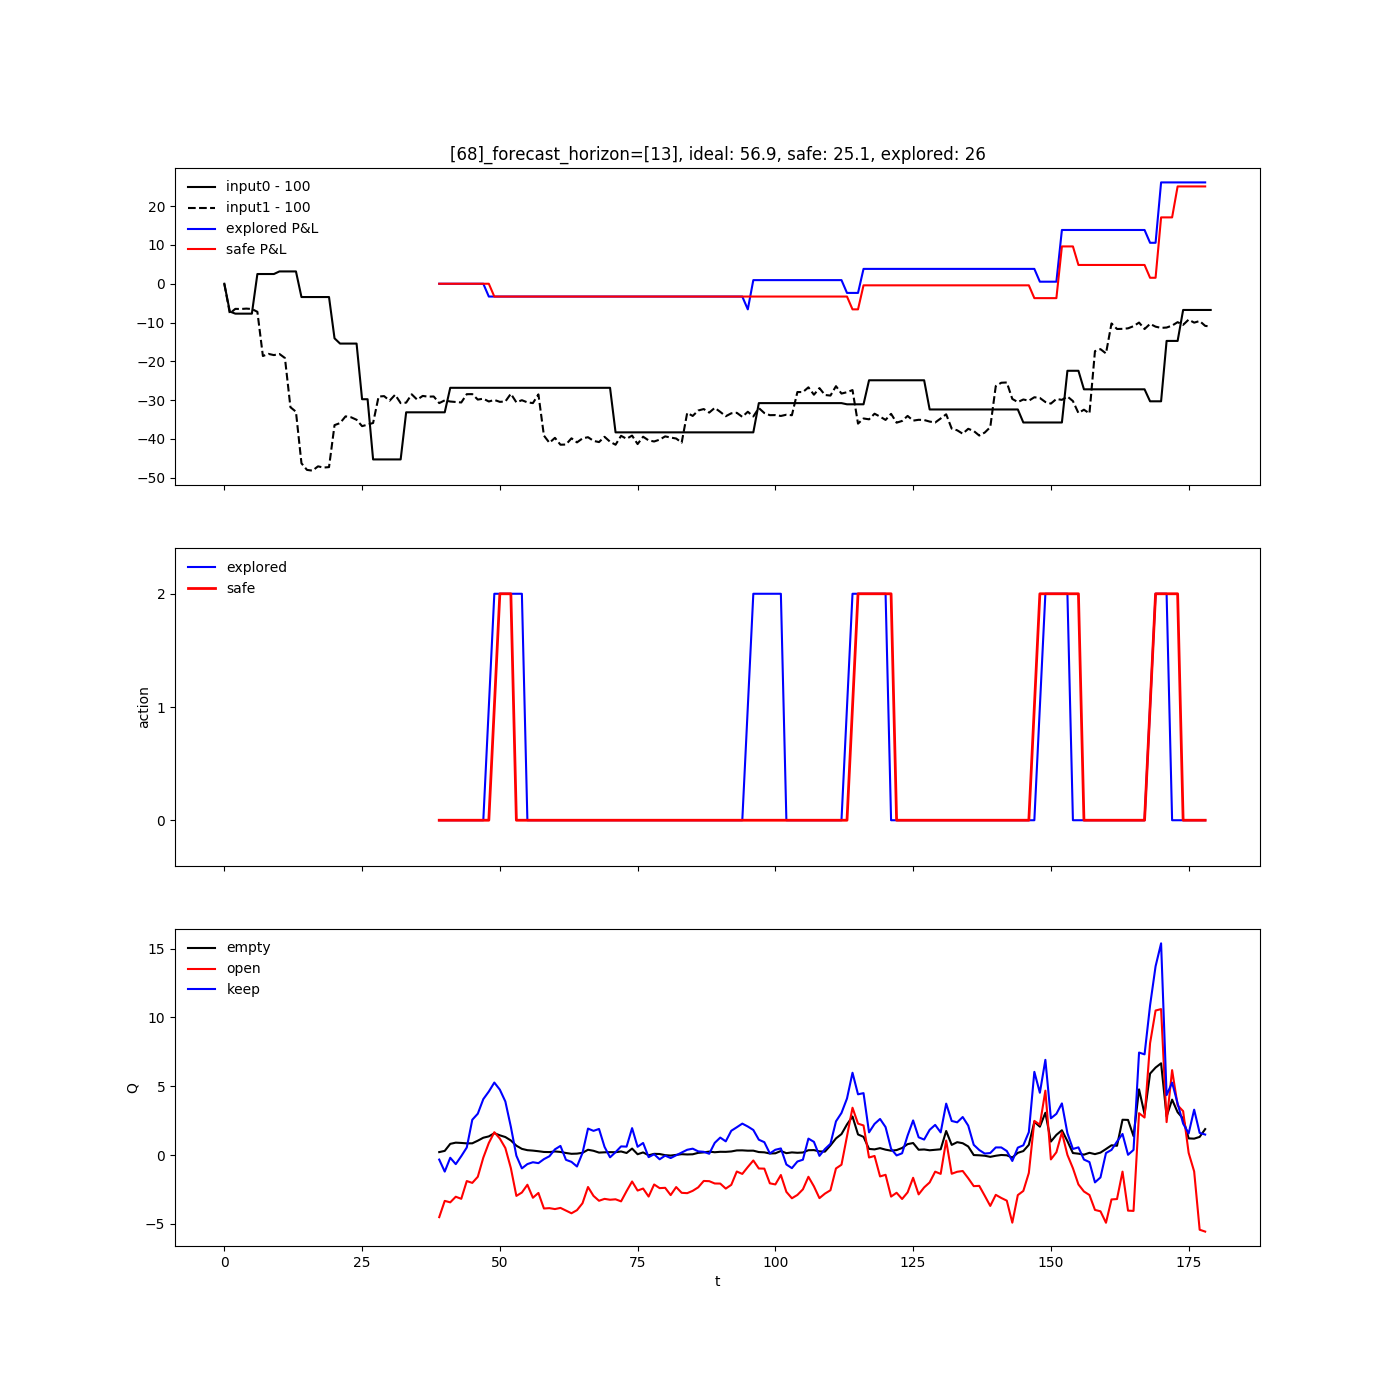 [68]_forecast_horizon=[13], ideal: 56.9, safe: 25.1, explored: 26
input0 - 100
input1 - 100
explored P&L
safe P&L
20
10
0
−10
−20
−30
−40
−50
explored
safe
2
1
0
action
empty
open
keep
15
10
5
0
−5
Q
0 25 50 75 100 125 150 175
t